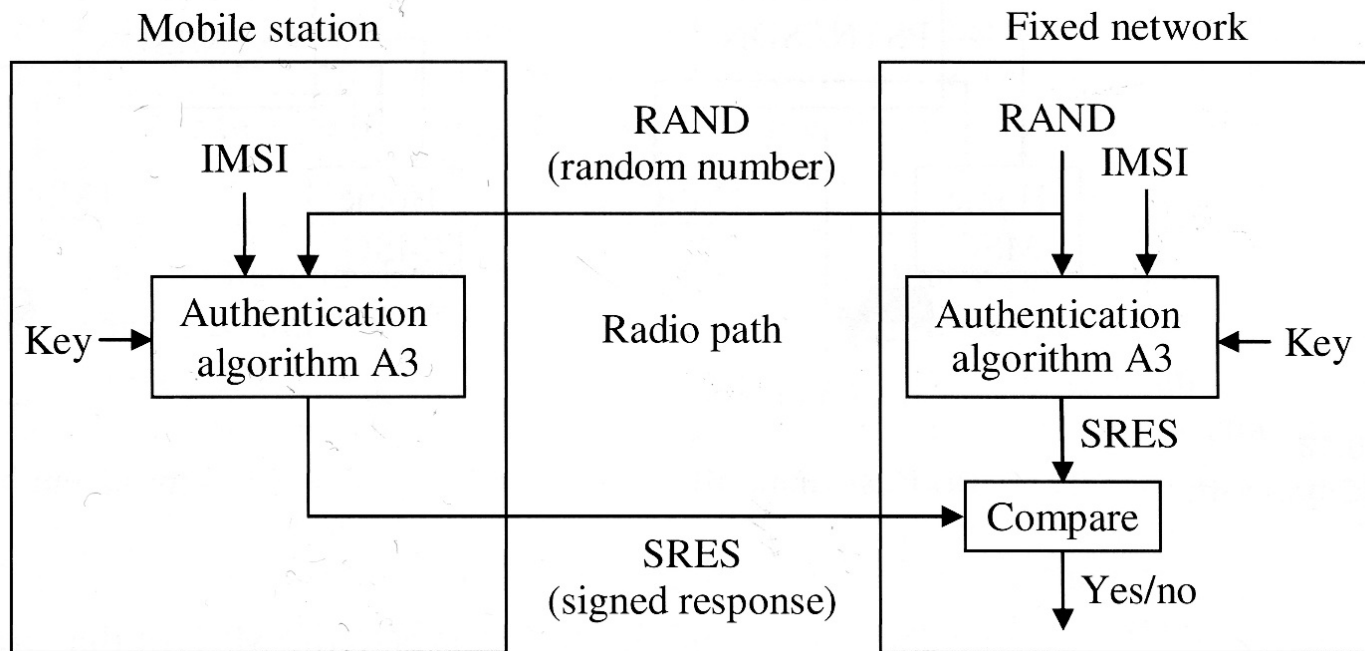 Mobile station
Fixed network
RAND
(random number)
RAND
IMSI
IMSI
Authentication
algorithm A3
Key
Radio path
Authentication
algorithm A3
Key
SRES
Compare
SRES
(signed response)
Yes/no